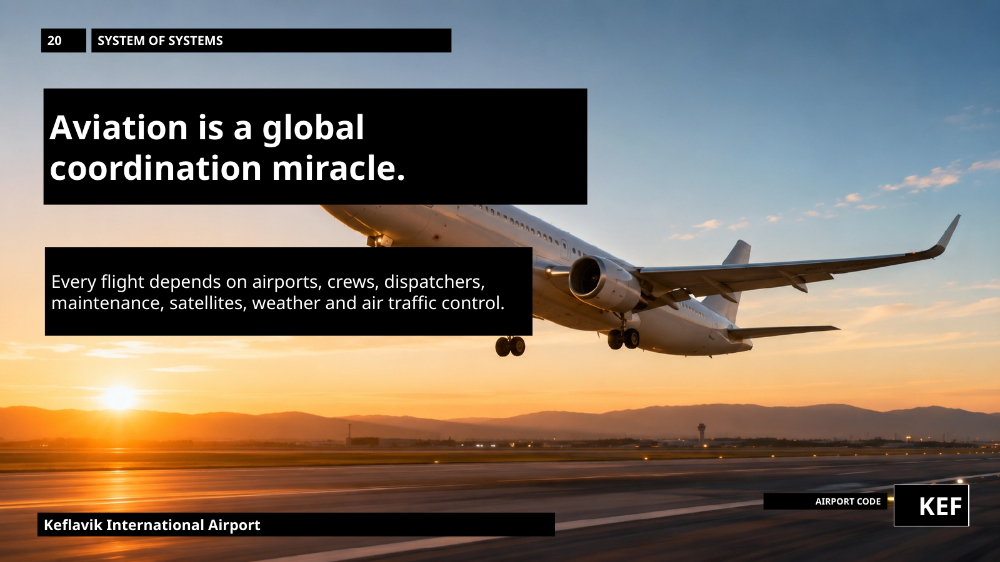 20
SYSTEM OF SYSTEMS
Aviation is a global
coordination miracle.
Every flight depends on airports, crews, dispatchers,
maintenance, satellites, weather and air traffic control.
AIRPORT CODE
KEF
Keflavik International Airport